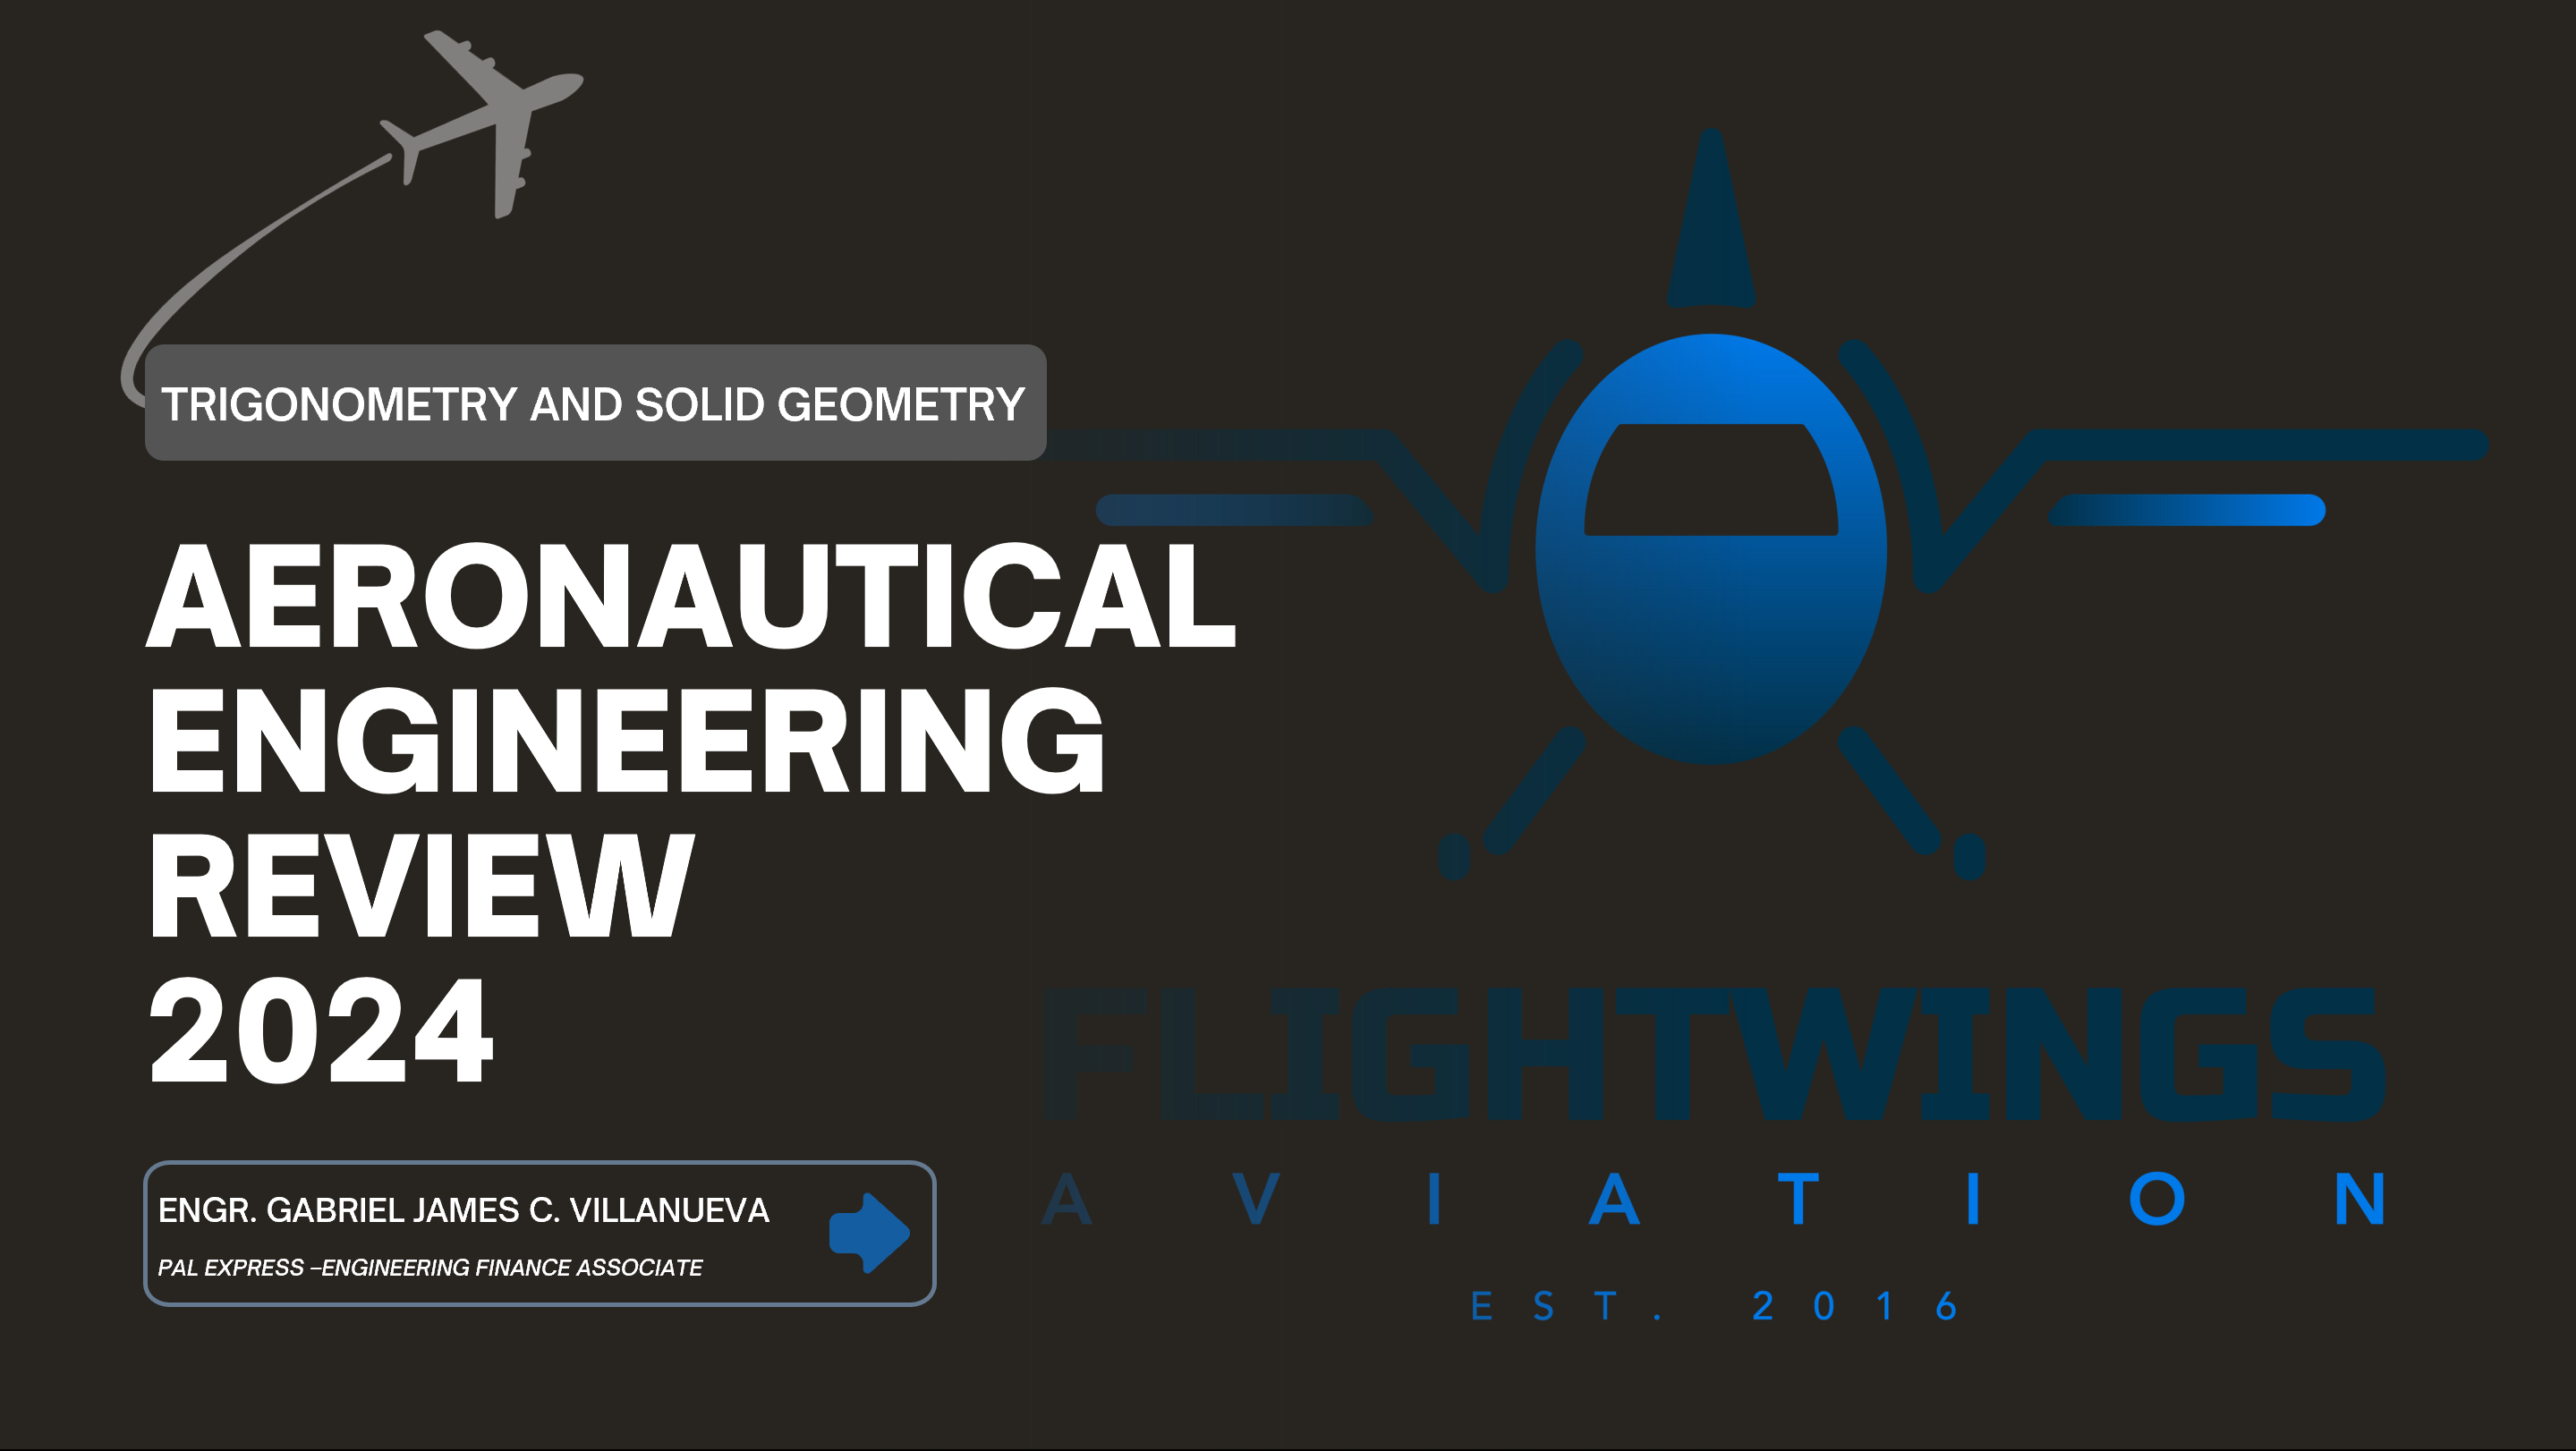 TRIGONOMETRY AND SOLID GEOMETRY
AERONAUTICAL
ENGINEERING
REVIEW
2024
ENGR. GABRIEL JAMES C. VILLANUEVA
PAL EXPRESS –ENGINEERING FINANCE ASSOCIATE
FLIGHTWINGS
AVIATION
EST. 2016